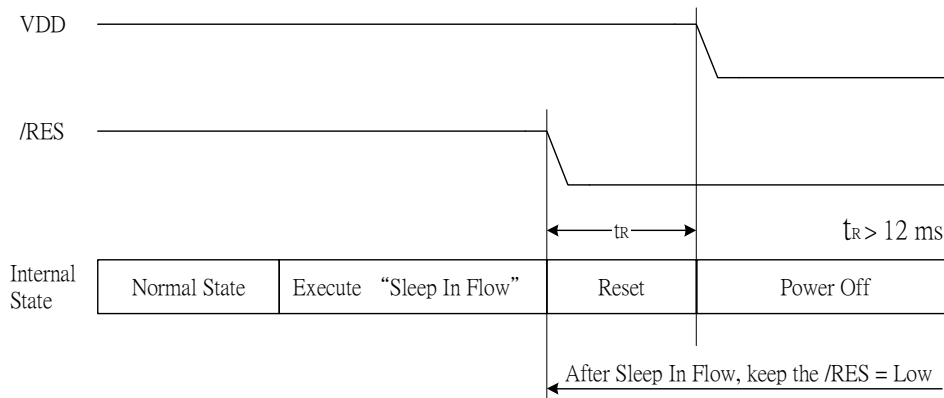 VDD
/RES
tR
tR > 12 ms
Internal
State
Normal State
Execute “Sleep In Flow”
Reset
Power Off
After Sleep In Flow, keep the /RES = Low